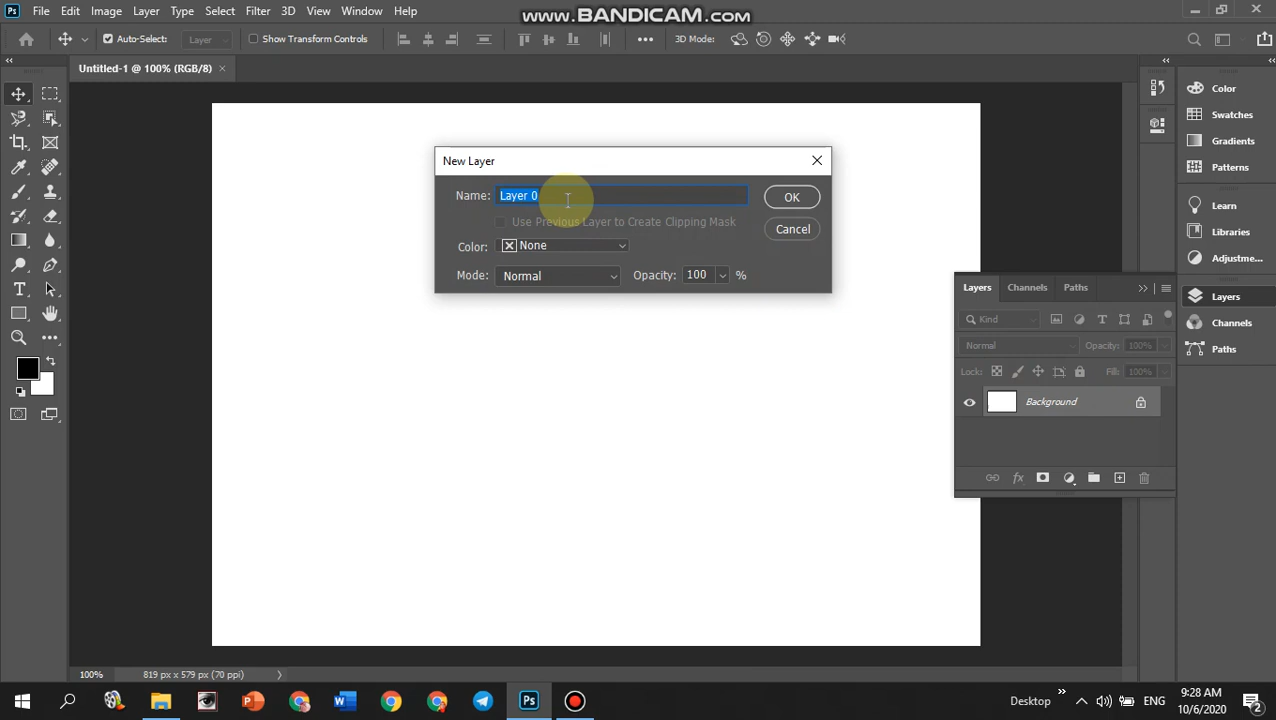 www.BANDICAM.com
Ps File Edit Image Layer Type Select Filter 3D View Window Help
Auto-Select: Layer Show Transform Controls 3D Mode:
Untitled-1 @ 100% (RGB/8)
New Layer
Name: Layer 0 OK
Use Previous Layer to Create Clipping Mask
Cancel
Color: None
Mode: Normal Opacity: 100 %
Color
Swatches
Gradients
Patterns
Learn
Libraries
Adjustme...
Layers
Channels
Paths
Layers Channels Paths
Kind
Normal Opacity: 100%
Lock: Fill: 100%
Background
fx
100% 819 px x 579 px (70 ppi)
Ps
Desktop ENG
9:28 AM
10/6/2020
2